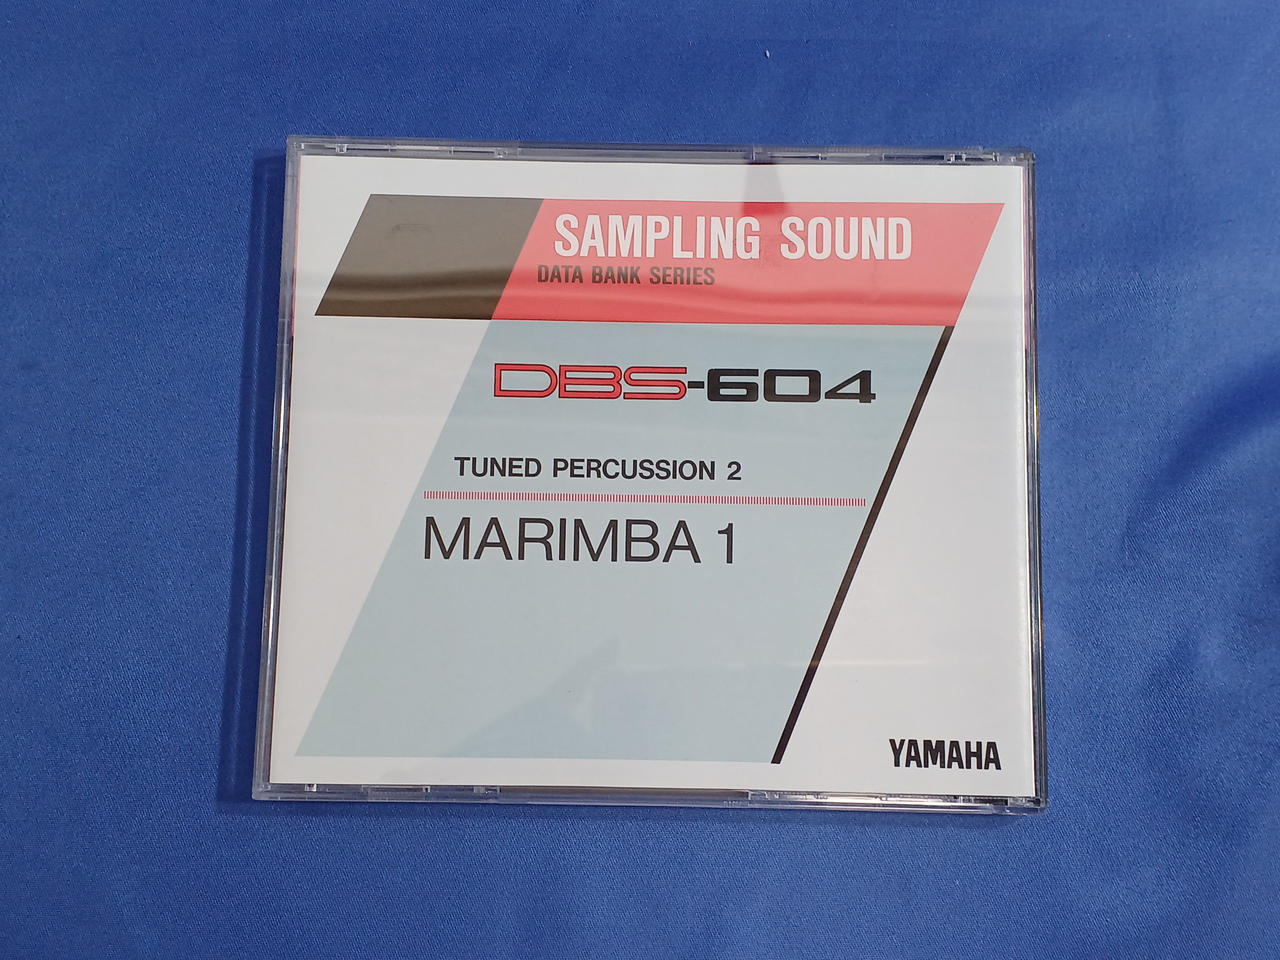 SAMPLING SOUND
DATA BANK SERIES
DBS-604
TUNED PERCUSSION 2
MARIMBA 1
YAMAHA